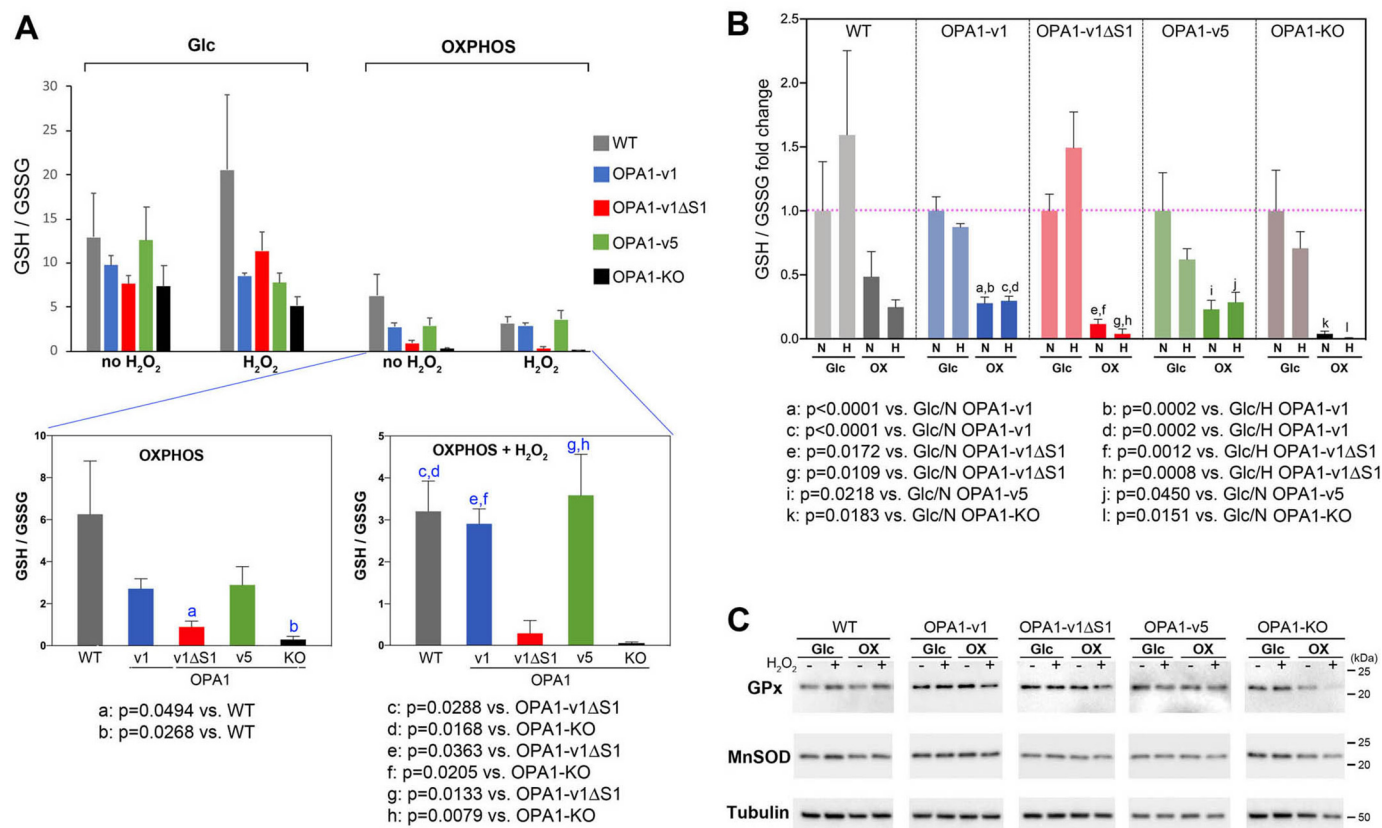 A
Glc
OXPHOS
GSH / GSSG
30
25
20
15
10
5
0
no H2O2
H2O2
no H2O2
H2O2
WT
OPA1-v1
OPA1-v1ΔS1
OPA1-v5
OPA1-KO
OXPHOS
GSH / GSSG
10
8
6
4
2
0
a
b
WT
v1
v1ΔS1
v5
KO
OPA1
a: p=0.0494 vs. WT
b: p=0.0268 vs. WT
OXPHOS + H2O2
GSH / GSSG
5
4
3
2
1
0
c,d
e,f
g,h
WT
v1
v1ΔS1
v5
KO
OPA1
c: p=0.0288 vs. OPA1-v1ΔS1
d: p=0.0168 vs. OPA1-KO
e: p=0.0363 vs. OPA1-v1ΔS1
f: p=0.0205 vs. OPA1-KO
g: p=0.0133 vs. OPA1-v1ΔS1
h: p=0.0079 vs. OPA1-KO
B
GSH / GSSG fold change
2.5
2.0
1.5
1.0
0.5
0.0
WT OPA1-v1 OPA1-v1ΔS1 OPA1-v5 OPA1-KO
a,b c,d
e,f g,h
i j
k l
N H N H N H N H N H N H N H N H N H N H
Glc OX Glc OX Glc OX Glc OX Glc OX
a: p<0.0001 vs. Glc/N OPA1-v1 b: p=0.0002 vs. Glc/H OPA1-v1
c: p<0.0001 vs. Glc/N OPA1-v1 d: p=0.0002 vs. Glc/H OPA1-v1
e: p=0.0172 vs. Glc/N OPA1-v1ΔS1 f: p=0.0012 vs. Glc/H OPA1-v1ΔS1
g: p=0.0109 vs. Glc/N OPA1-v1ΔS1 h: p=0.0008 vs. Glc/H OPA1-v1ΔS1
i: p=0.0218 vs. Glc/N OPA1-v5 j: p=0.0450 vs. Glc/N OPA1-v5
k: p=0.0183 vs. Glc/N OPA1-KO l: p=0.0151 vs. Glc/N OPA1-KO
C
WT OPA1-v1 OPA1-v1ΔS1 OPA1-v5 OPA1-KO
Glc OX Glc OX Glc OX Glc OX Glc OX (kDa)
H2O2 - + - + - + - + - + - + - + - + - + - +
GPx
25
20
MnSOD
25
20
Tubulin
50